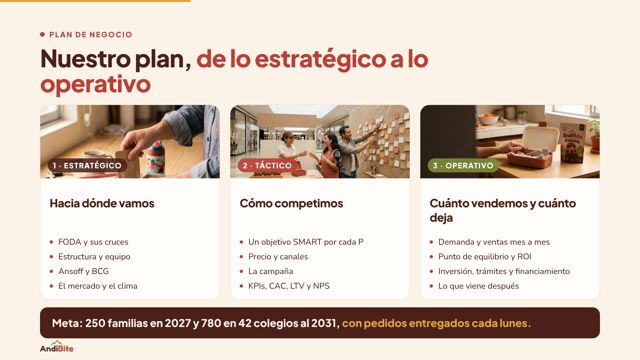 PLAN DE NEGOCIO
Nuestro plan, de lo estratégico a lo
operativo
1 · ESTRATÉGICO
Hacia dónde vamos
• FODA y sus cruces
• Estructura y equipo
• Ansoff y BCG
• El mercado y el clima
2 · TÁCTICO
Cómo competimos
• Un objetivo SMART por cada P
• Precio y canales
• La campaña
• KPIs, CAC, LTV y NPS
AndiBite
3 · OPERATIVO
Cuánto vendemos y cuánto
deja
• Demanda y ventas mes a mes
• Punto de equilibrio y ROI
• Inversión, trámites y financiamiento
• Lo que viene después
Meta: 250 familias en 2027 y 780 en 42 colegios al 2031, con pedidos entregados cada lunes.
AndiBite